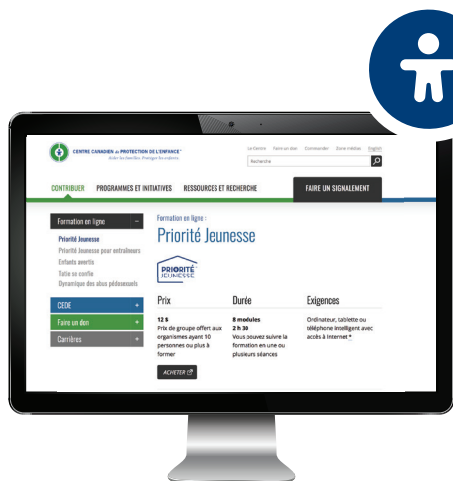 CENTRE CANADIEN de PROTECTION DE L'ENFANCE
Aider les familles. Protéger les enfants.
Le Centre Faire un don Commander Zone médias English
Recherche
CONTRIBUER PROGRAMMES ET INITIATIVES RESSOURCES ET RECHERCHE FAIRE UN SIGNALEMENT
Formation en ligne –
Priorité Jeunesse
Priorité Jeunesse pour entraîneurs
Enfants avertis
Tatie se confie
Dynamique des abus pédosexuels
CEDE +
Faire un don +
Carrières +
Formation en ligne :
Priorité Jeunesse
PRIORITÉ
JEUNESSE
Prix
12 $
Prix de groupe offert aux
organismes ayant 10
personnes ou plus à
former
ACHETER
Durée
8 modules
2 h 30
Vous pouvez suivre la
formation en une ou
plusieurs séances
Exigences
Ordinateur, tablette ou
téléphone intelligent avec
accès à Internet *